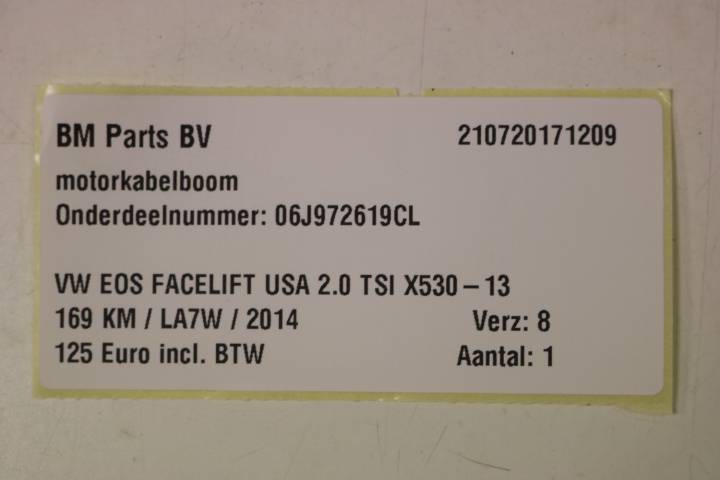 BM Parts BV 210720171209
motorkabelboom
Onderdeelnummer: 06J972619CL
VW EOS FACELIFT USA 2.0 TSI X530-13
169 KM / LA7W / 2014 Verz: 8
125 Euro incl. BTW Aantal: 1